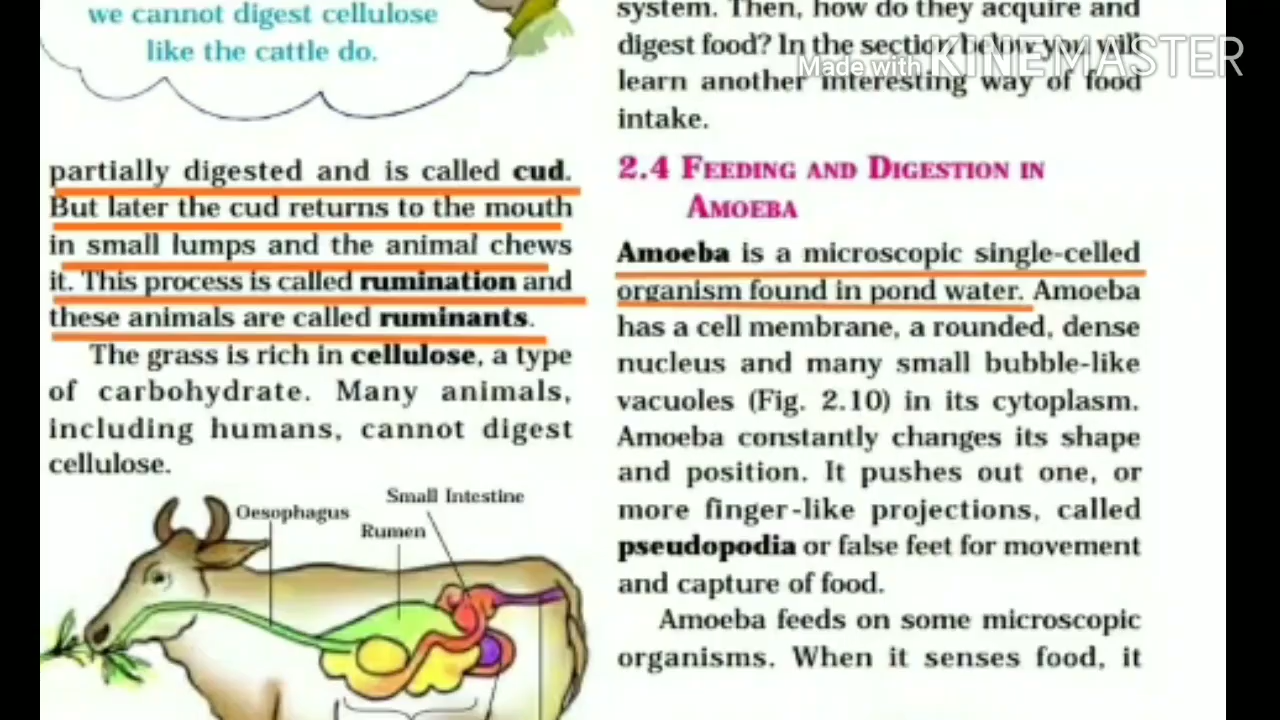 we cannot digest cellulose
like the cattle do.
partially digested and is called cud.
But later the cud returns to the mouth
in small lumps and the animal chews
it. This process is called rumination and
these animals are called ruminants.
The grass is rich in cellulose, a type
of carbohydrate. Many animals,
including humans, cannot digest
cellulose.
Oesophagus
Small Intestine
Rumen
system. Then, how do they acquire and
digest food? In the section below you will
Made with KINEMASTER
learn another interesting way of food
intake.
2.4 FEEDING AND DIGESTION IN
AMOEBA
Amoeba is a microscopic single-celled
organism found in pond water. Amoeba
has a cell membrane, a rounded, dense
nucleus and many small bubble-like
vacuoles (Fig. 2.10) in its cytoplasm.
Amoeba constantly changes its shape
and position. It pushes out one, or
more finger-like projections, called
pseudopodia or false feet for movement
and capture of food.
Amoeba feeds on some microscopic
organisms. When it senses food, it